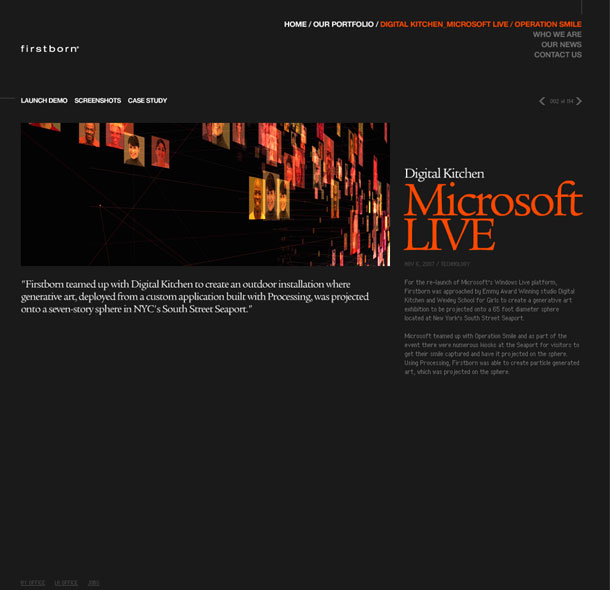 HOME / OUR PORTFOLIO / DIGITAL KITCHEN_MICROSOFT LIVE / OPERATION SMILE
WHO WE ARE
OUR NEWS
CONTACT US
firstborn
LAUNCH DEMO SCREENSHOTS CASE STUDY
Digital Kitchen
Microsoft
LIVE
NOV 6, 2007 / TECHNOLOGY
"Firstborn teamed up with Digital Kitchen to create an outdoor installation where
generative art, deployed from a custom application built with Processing, was projected
onto a seven-story sphere in NYC's South Street Seaport."
For the re-launch of Microsoft's Windows Live platform,
Firstborn was approached by Emmy Award Winning studio Digital
Kitchen and Wexley School for Girls to create a generative art
exhibition to be projected onto a 65 foot diameter sphere
located at New York's South Street Seaport.
Microsoft teamed up with Operation Smile and as part of the
event there were numerous kiosks at the Seaport for visitors to
get their smile captured and have it projected on the sphere.
Using Processing, Firstborn was able to create particle generated
art, which was projected on the sphere.
NY OFFICE LA OFFICE JOBS